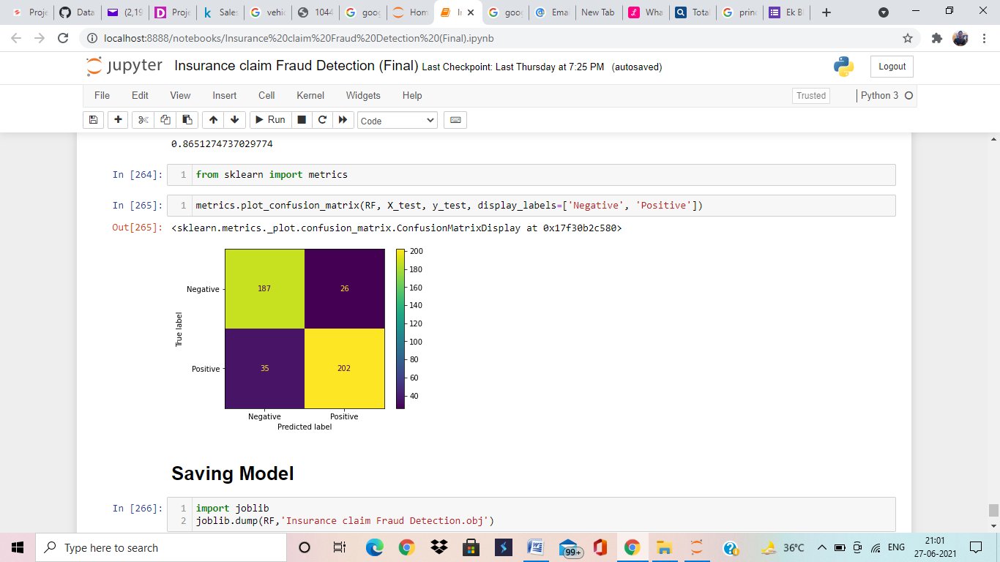 Proje Data (2,19 Proje Sales vehic 1044 goog Hom Ir goog Ema New Tab Wha Total princ Ek Bl
localhost:8888/notebooks/Insurance%20claim%20Fraud%20Detection%20(Final).ipynb
jupyter Insurance claim Fraud Detection (Final) Last Checkpoint: Last Thursday at 7:25 PM (autosaved) Logout
File Edit View Insert Cell Kernel Widgets Help Trusted Python 3
Run Code
0.8651274737029774
In [264]: 1 from sklearn import metrics
In [265]: 1 metrics.plot_confusion_matrix(RF, X_test, y_test, display_labels=['Negative', 'Positive'])
Out[265]: <sklearn.metrics._plot.confusion_matrix.ConfusionMatrixDisplay at 0x17f30b2c580>
200
180
Negative 187 26
160
140
True label
120
100
80
Positive 35 202
60
40
Negative Positive
Predicted label
Saving Model
In [266]: 1 import joblib
2 joblib.dump(RF,'Insurance claim Fraud Detection.obj')
Type here to search 99+ 36°C ENG 21:01
27-06-2021